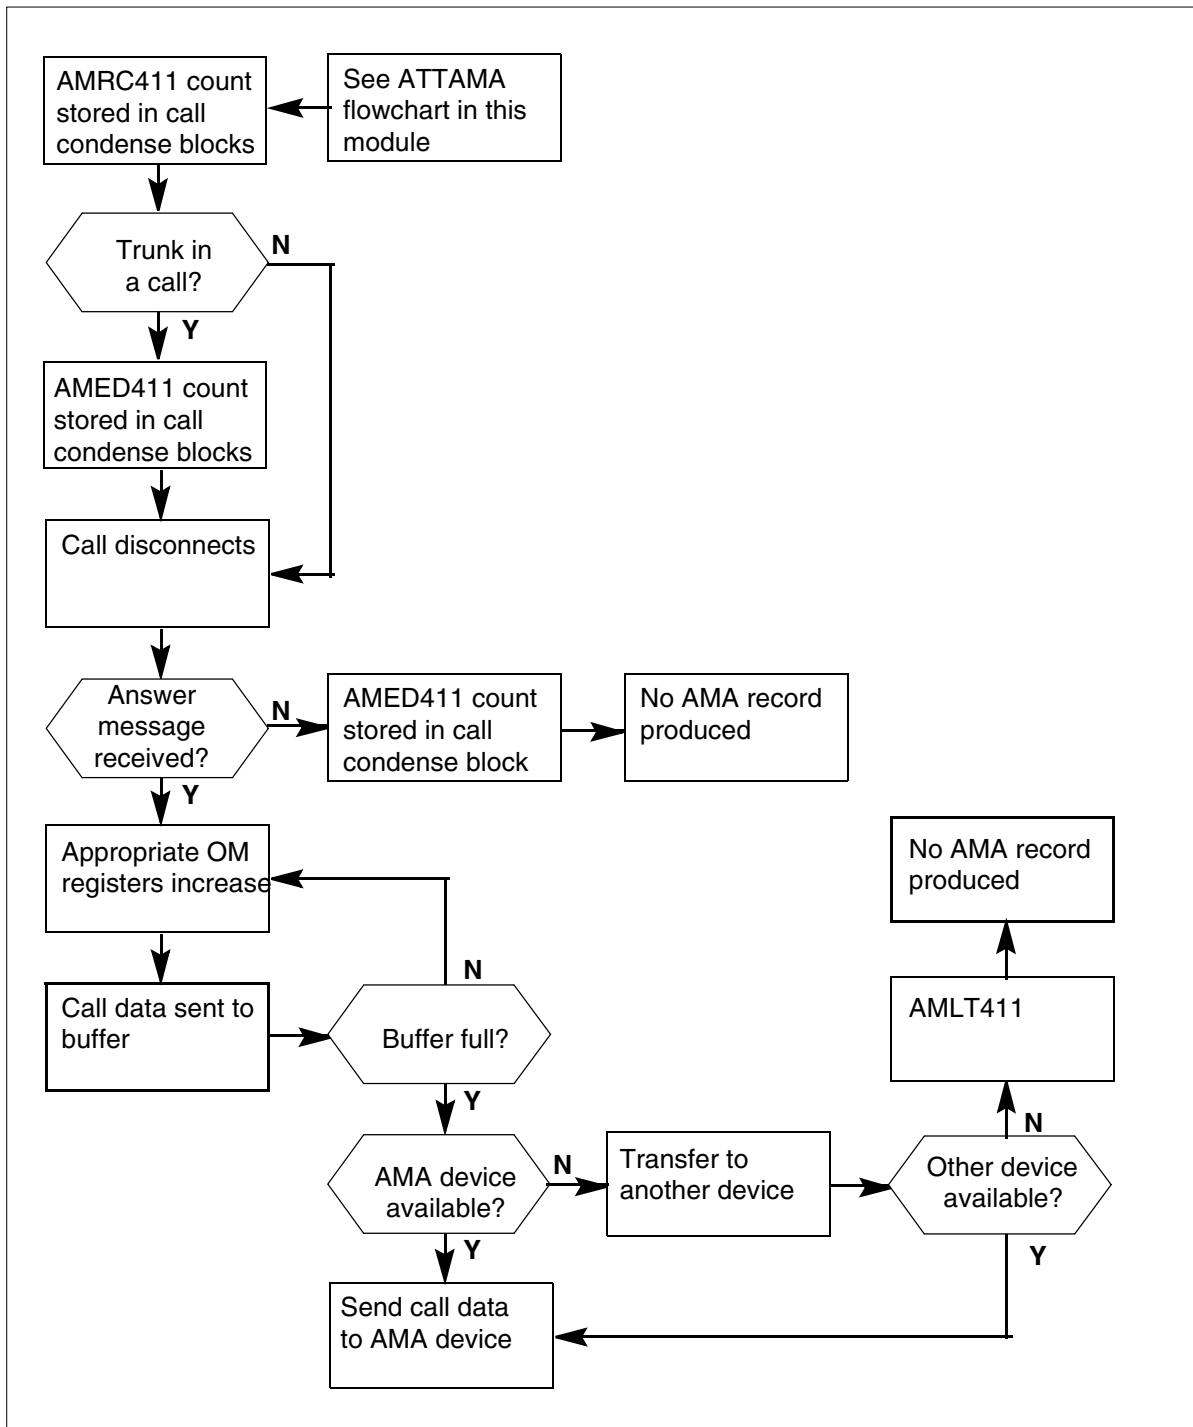 AMRC411 count
stored in call
condense blocks
See ATTAMA
flowchart in this
module
Trunk in
a call?
N
Y
AMED411 count
stored in call
condense blocks
Call disconnects
Answer
message
received?
N
AMED411 count
stored in call
condense block
No AMA record
produced
Y
Appropriate OM
registers increase
Call data sent to
buffer
N
Buffer full?
Y
AMA device
available?
N
Transfer to
another device
Other device
available?
N
AMLT411
No AMA record
produced
Y
Y
Send call data
to AMA device